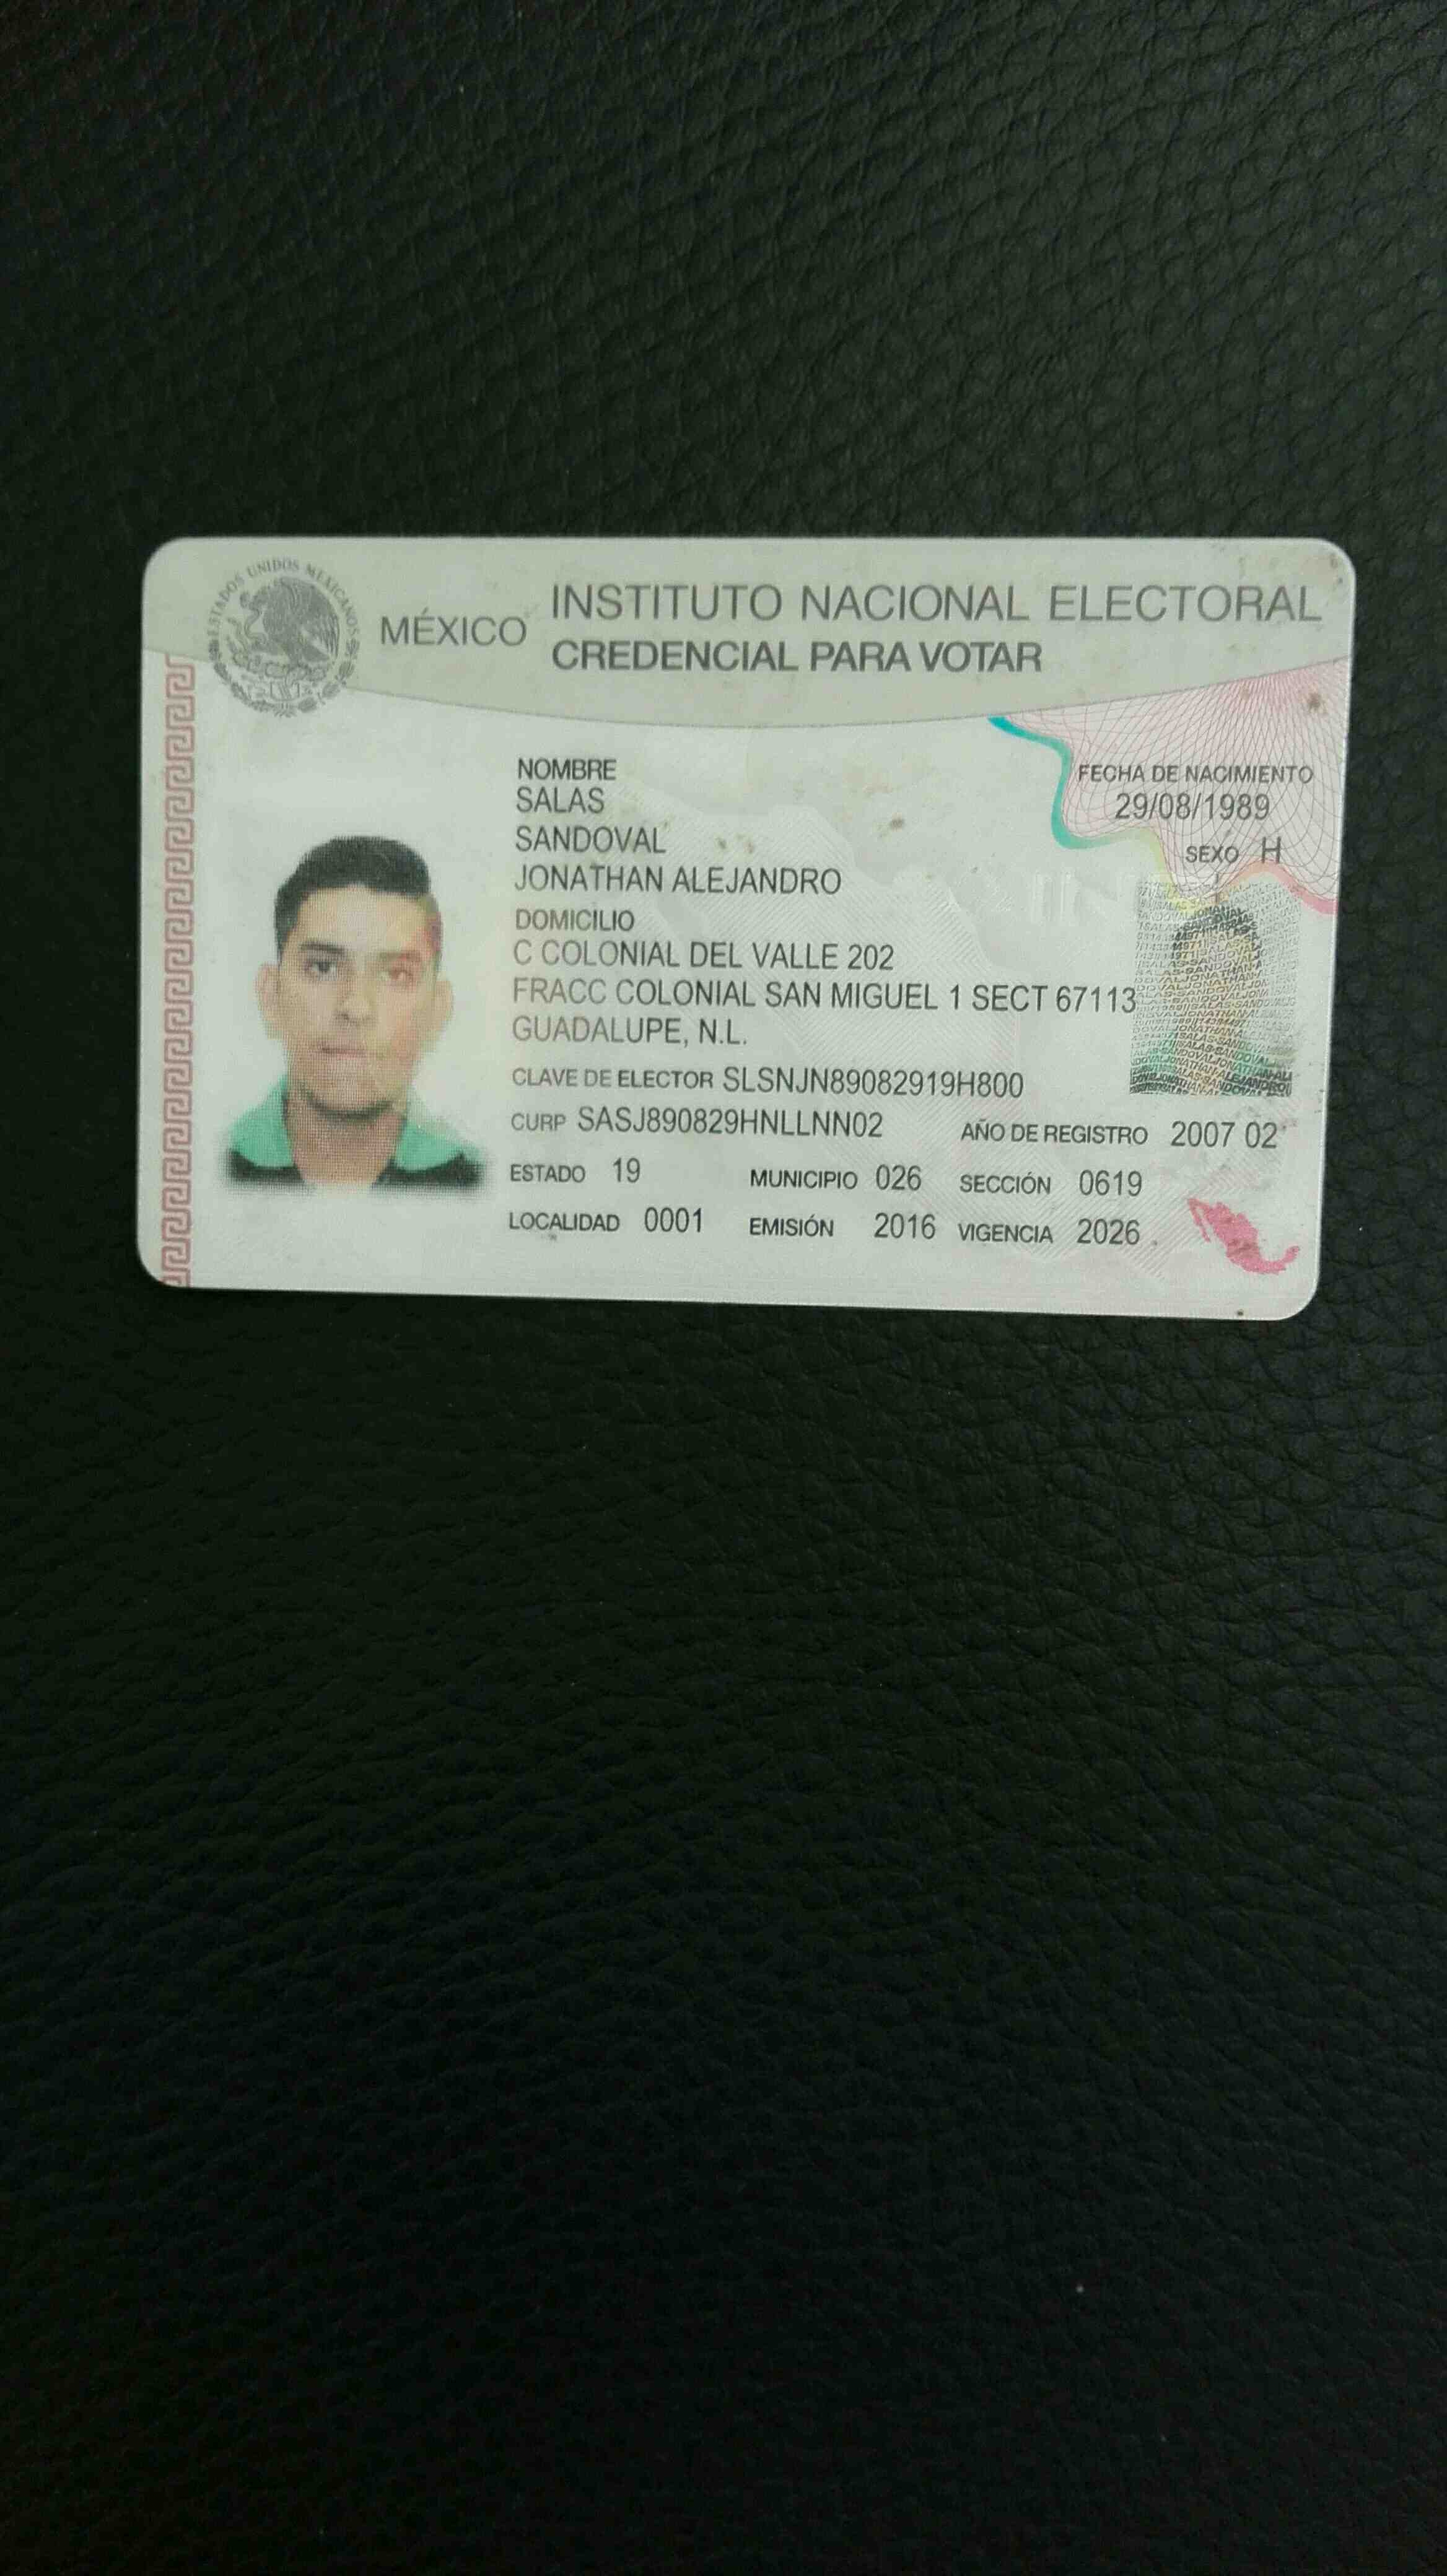 ESTADOS UNIDOS MEXICANOS
MÉXICO
INSTITUTO NACIONAL ELECTORAL
CREDENCIAL PARA VOTAR
NOMBRE
SALAS
SANDOVAL
JONATHAN ALEJANDRO
FECHA DE NACIMIENTO
29/08/1989
SEXO H
DOMICILIO
C COLONIAL DEL VALLE 202
FRACC COLONIAL SAN MIGUEL 1 SECT 67113
GUADALUPE, N.L.
CLAVE DE ELECTOR SLSNJN89082919H800
CURP SASJ890829HNLLNN02 AÑO DE REGISTRO 2007 02
ESTADO 19 MUNICIPIO 026 SECCIÓN 0619
LOCALIDAD 0001 EMISIÓN 2016 VIGENCIA 2026